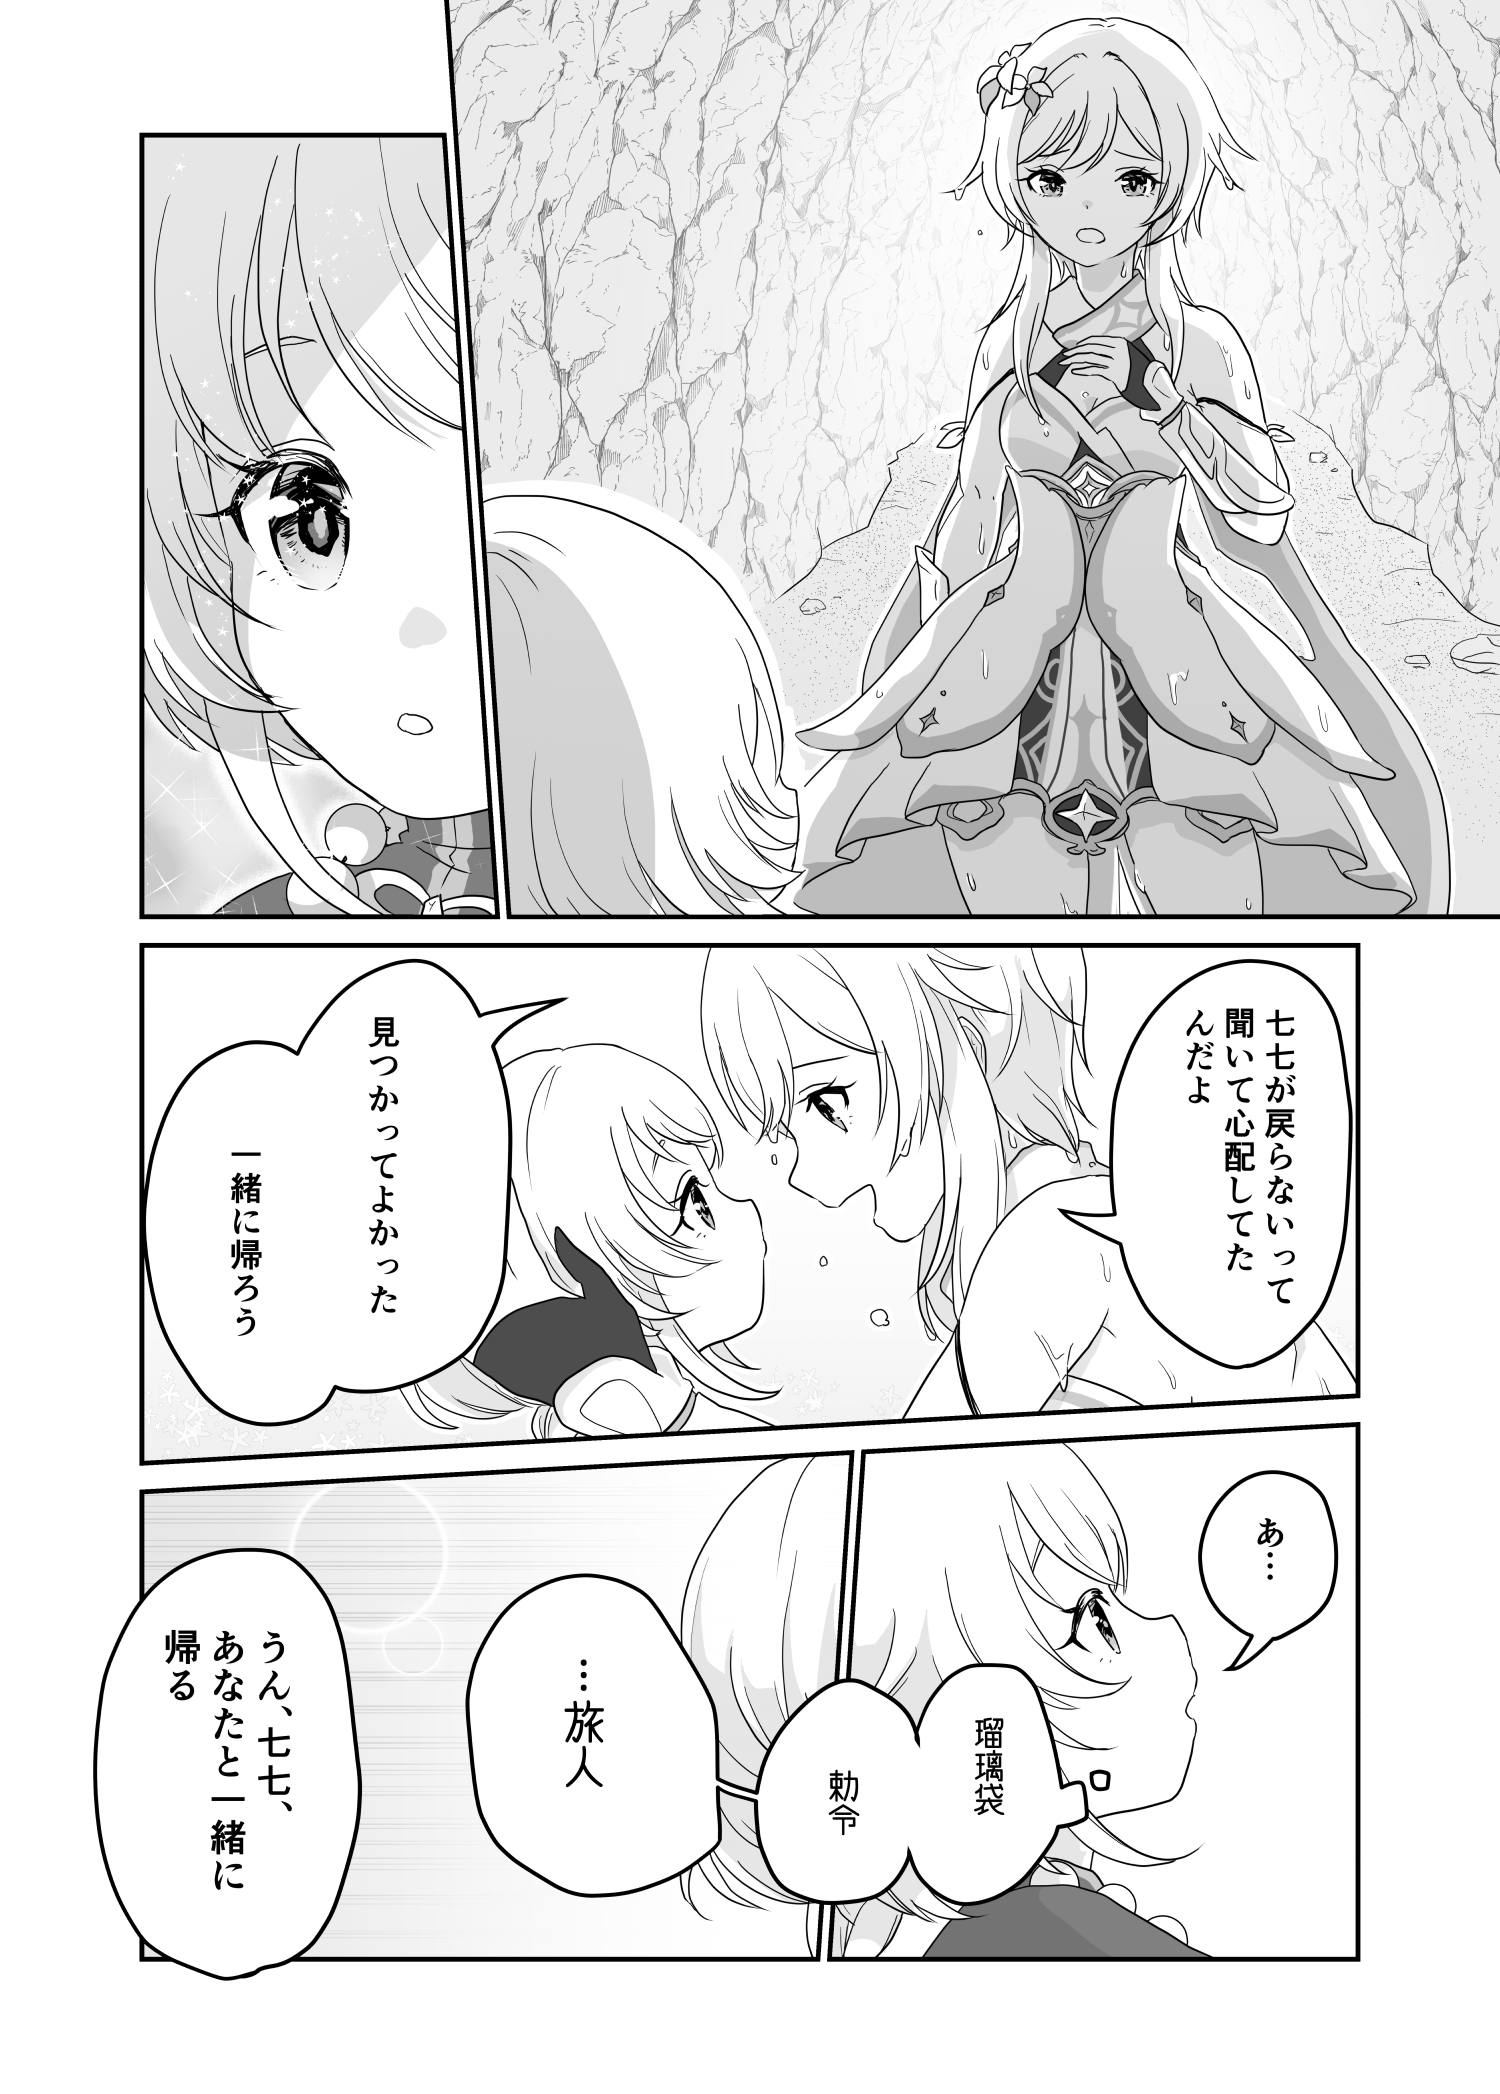 七七が戻らないって
聞いて心配してた
んだよ
見つかってよかった
一緒に帰ろう
あ…
瑠璃袋
勅令
…旅人
うん、七七、
あなたと一緒に
帰る